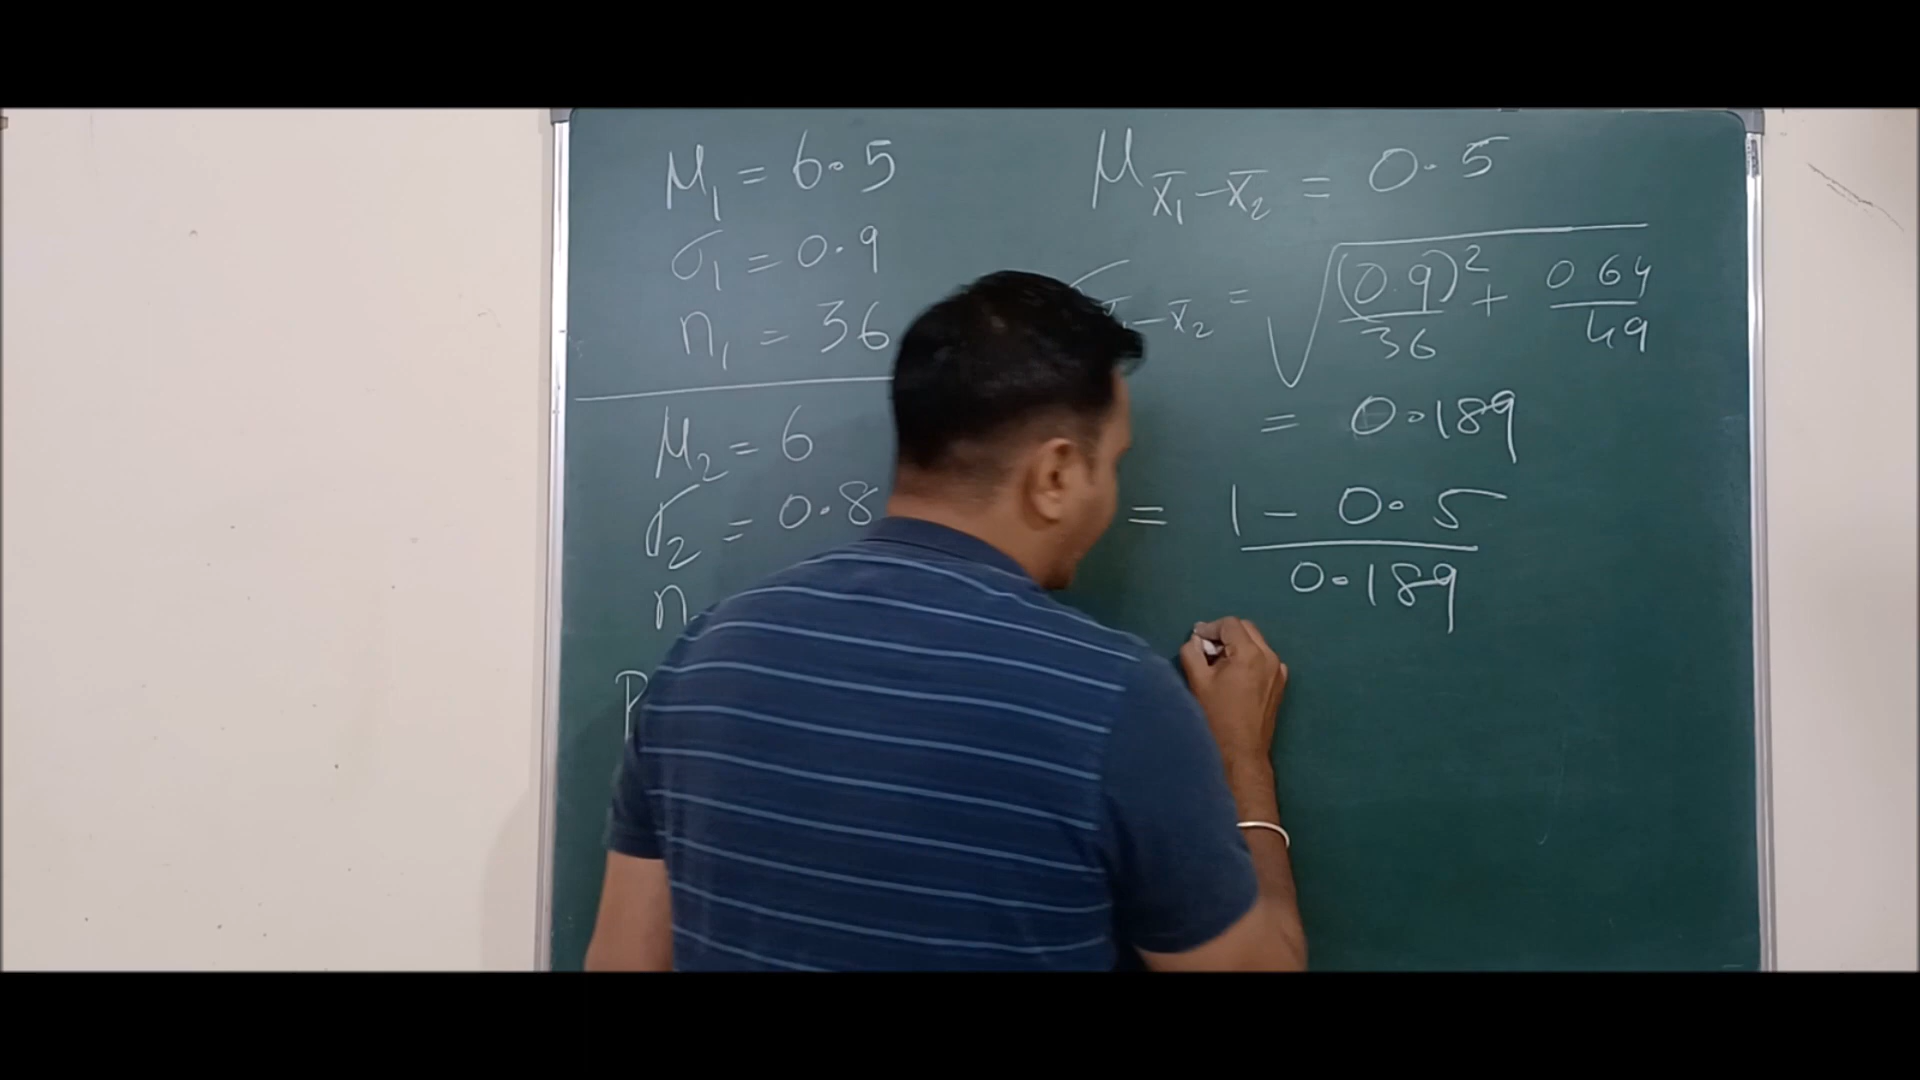 μ₁ = 6.5
σ₁ = 0.9
n₁ = 36
μ₂ = 6
σ₂ = 0.8
n
P
μ x̄₁ - x̄₂ = 0.5
- x̄₂ = √ (0.9)² / 36 + 0.64 / 49
= 0.189
= 1 - 0.5 / 0.189